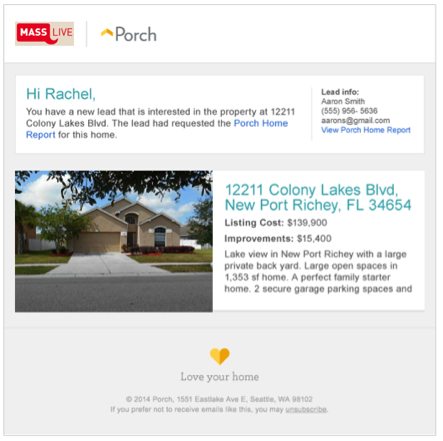 MASS LIVE Porch
Hi Rachel,
You have a new lead that is interested in the property at 12211
Colony Lakes Blvd. The lead had requested the Porch Home
Report for this home.
Lead info:
Aaron Smith
(555) 956- 5636
aarons@gmail.com
View Porch Home Report
12211 Colony Lakes Blvd,
New Port Richey, FL 34654
Listing Cost: $139,900
Improvements: $15,400
Lake view in New Port Richey with a large
private back yard. Large open spaces in
1,353 sf home. A perfect family starter
home. 2 secure garage parking spaces and
Love your home
© 2014 Porch, 1551 Eastlake Ave E, Seattle, WA 98102
If you prefer not to receive emails like this, you may unsubscribe.